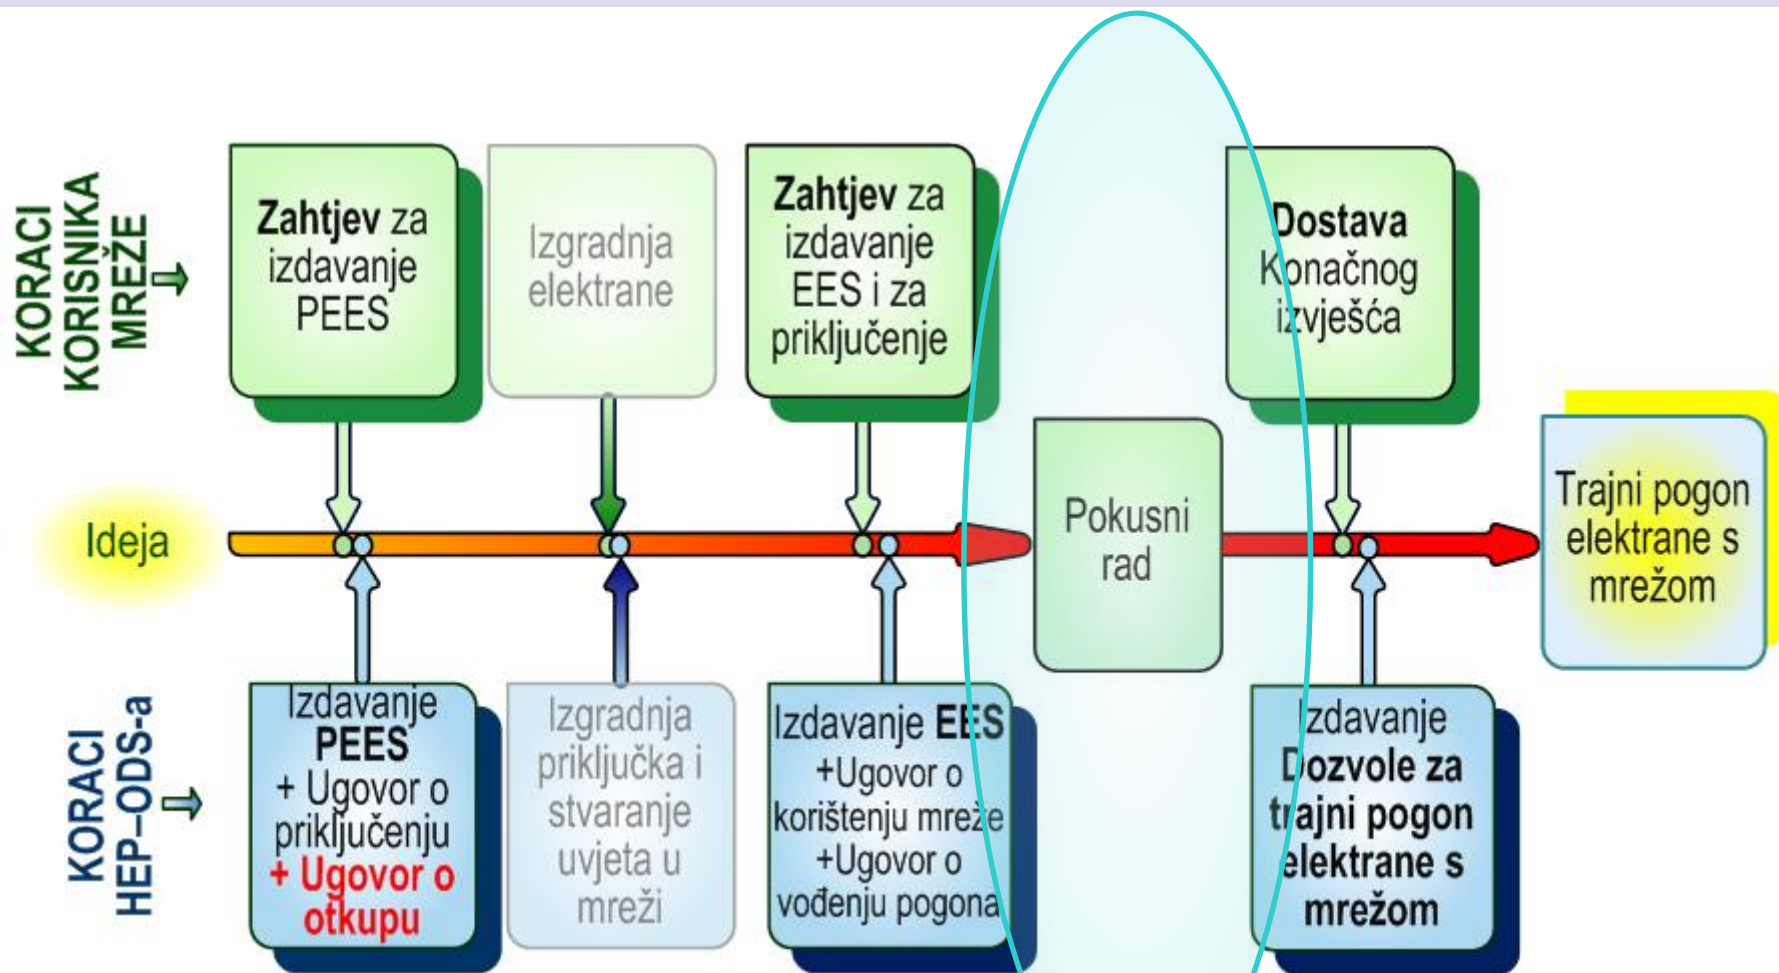 KORACI
KORISNIKA
MREŽE
Zahtjev za
izdavanje
PEES
Izgradnja
elektrane
Zahtjev za
izdavanje
EES i za
priključenje
Dostava
Konačnog
izvješća
Ideja
Pokusni
rad
Trajni pogon
elektrane s
mrežom
KORACI
HEP–ODS-a
Izdavanje
PEES
+ Ugovor o
priključenju
+ Ugovor o
otkupu
Izgradnja
priključka i
stvaranje
uvjeta u
mreži
Izdavanje EES
+Ugovor o
korištenju mreže
+Ugovor o
vođenju pogona
Izdavanje
Dozvole za
trajni pogon
elektrane s
mrežom